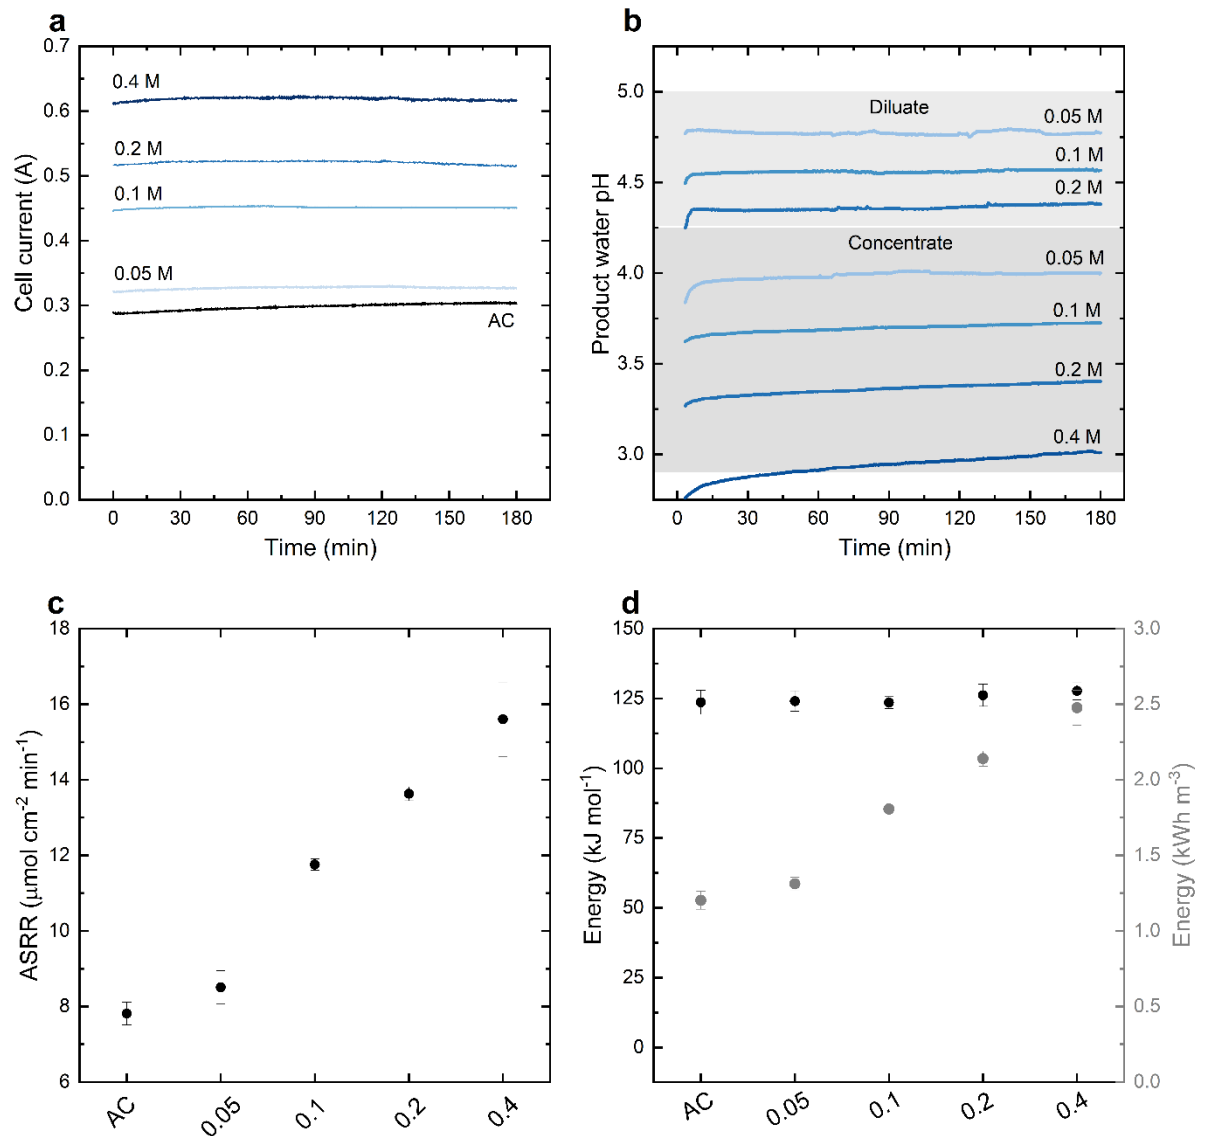 a
0.7
0.6
0.5
0.4
0.3
0.2
0.1
0.0
Cell current (A)
0.4 M
0.2 M
0.1 M
0.05 M
AC
0 30 60 90 120 150 180
Time (min)
b
5.0
4.5
4.0
3.5
3.0
Product water pH
Diluate
0.05 M
0.1 M
0.2 M
Concentrate
0.05 M
0.1 M
0.2 M
0.4 M
0 30 60 90 120 150 180
Time (min)
c
18
16
14
12
10
8
6
ASRR (μmol cm⁻² min⁻¹)
AC 0.05 0.1 0.2 0.4
d
150
125
100
75
50
25
0
Energy (kJ mol⁻¹)
3.0
2.5
2.0
1.5
1.0
0.5
0.0
Energy (kWh m⁻³)
AC 0.05 0.1 0.2 0.4